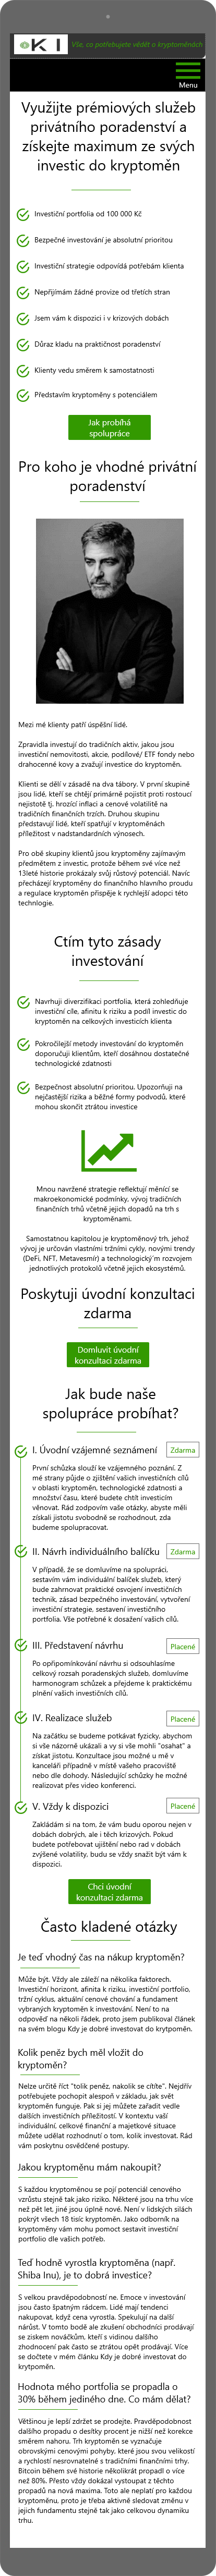 KI
Vše, co potřebujete vědět o kryptoměnách
Menu
Využijte prémiových služeb
privátního poradenství a
získejte maximum ze svých
investic do kryptoměn
Investiční portfolia od 100 000 Kč
Bezpečné investování je absolutní prioritou
Investiční strategie odpovídá potřebám klienta
Nepřijímám žádné provize od třetích stran
Jsem vám k dispozici i v krizových dobách
Důraz kladu na praktičnost poradenství
Klienty vedu směrem k samostatnosti
Představím kryptoměny s potenciálem
Jak probíhá
spolupráce
Pro koho je vhodné privátní
poradenství
Mezi mé klienty patří úspěšní lidé.
Zpravidla investují do tradičních aktiv, jakou jsou
investiční nemovitosti, akcie, podílové/ ETF fondy nebo
drahocenné kovy a zvažují investice do kryptoměn.
Klienti se dělí v zásadě na dva tábory. V první skupině
jsou lidé, kteří se chtějí primárně pojistit proti rostoucí
nejistotě tj. hrozící inflaci a cenové volatilitě na
tradičních finančních trzích. Druhou skupinu
představují lidé, kteří spatřují v kryptoměnách
příležitost v nadstandardních výnosech.
Pro obě skupiny klientů jsou kryptoměny zajímavým
předmětem z investic, protože během své více než
13leté historie prokázaly svůj růstový potenciál. Navíc
přecházejí kryptoměny do finančního hlavního proudu
a regulace kryptoměn přispěje k rychlejší adopci této
technlogie.
Ctím tyto zásady
investování
Navrhuji diverzifikaci portfolia, která zohledňuje
investiční cíle, afinitu k riziku a podíl investic do
kryptoměn na celkových investicích klienta
Pokročilejší metody investování do kryptoměn
doporučuji klientům, kteří dosáhnou dostatečné
technologické zdatnosti
Bezpečnost absolutní prioritou. Upozorňuji na
nejčastější rizika a běžné formy podvodů, které
mohou skončit ztrátou investice
Mnou navržené strategie reflektují měnící se
makroekonomické podmínky, vývoj tradičních
finančních trhů včetně jejich dopadů na trh s
kryptoměnami.
Samostatnou kapitolou je kryptoměnový trh, jehož
vývoj je určován vlastními tržními cykly, novými trendy
(DeFi, NFT, Metavesmír) a technologickým rozvojem
jednotlivých protokolů včetně jejich ekosystémů.
Poskytuji úvodní konzultaci
zdarma
Domluvit úvodní
konzultaci zdarma
Jak bude naše
spolupráce probíhat?
I. Úvodní vzájemné seznámení
Zdarma
První schůzka slouží ke vzájemného poznání. Z
mé strany půjde o zjištění vašich investičních cílů
v oblasti kryptoměn, technologické zdatnosti a
množství času, které budete chtít investicím
věnovat. Rád zodpovím vaše otázky, abyste měli
získali jistotu svobodně se rozhodnout, zda
budeme spolupracovat.
II. Návrh individuálního balíčku
Zdarma
V případě, že se domluvíme na spolupráci,
sestavím vám individuální balíček služeb, který
bude zahrnovat praktické osvojení investičních
technik, zásad bezpečného investování, vytvoření
investiční strategie, sestavení investičního
portfolia. Vše potřebné k dosažení vašich cílů.
III. Představení návrhu
Placené
Po opřipomínkování návrhu si odsouhlasíme
celkový rozsah poradenských služeb, domluvíme
harmonogram schůzek a přejdeme k praktickému
plnění vašich investičních cílů.
IV. Realizace služeb
Placené
Na začátku se budeme potkávat fyzicky, abychom
si vše názorně ukázali a vy si vše mohli "osahat" a
získat jistotu. Konzultace jsou možné u mě v
kanceláři případně v místě vašeho pracoviště
nebo dle dohody. Následující schůzky lze možné
realizovat přes video konferenci.
V. Vždy k dispozici
Placené
Zakládám si na tom, že vám budu oporou nejen v
dobách dobrých, ale i těch krizových. Pokud
budete potřebovat ujištění nebo rad v dobách
zvýšené volatility, budu se vždy snažit být vám k
dispozici.
Chci úvodní
konzultaci zdarma
Často kladené otázky
Je teď vhodný čas na nákup kryptoměn?
Může být. Vždy ale záleží na několika faktorech.
Investiční horizont, afinita k riziku, investiční portfolio,
tržní cyklus, aktuální cenové chování a fundament
vybraných kryptoměn k investování. Není to na
odpověď na několi řádek, proto jsem publikoval článek
na svém blogu Kdy je dobré investovat do krytpoměn.
Kolik peněz bych měl vložit do
kryptoměn?
Nelze určitě říct "tolik peněz, nakolik se cítíte". Nejdřív
potřebujete pochopit alespoň v základu, jak svět
kryptoměn funguje. Pak si jej můžete zařadit vedle
dalších investičních příležitostí. V kontextu vaší
individuální, celkové finanční a majetkové situace
můžete udělat rozhodnutí o tom, kolik investovat. Rád
vám poskytnu osvědčené postupy.
Jakou kryptoměnu mám nakoupit?
S každou kryptoměnou se pojí potenciál cenového
vzrůstu stejně tak jako riziko. Některé jsou na trhu více
než pět let, jiné jsou úplně nové. Není v lidských silách
pokrýt všech 18 tisíc kryptoměn. Jako odborník na
kryptoměny vám mohu pomoct sestavit investiční
portfolio dle vašich potřeb.
Teď hodně vyrostla kryptoměna (např.
Shiba Inu), je to dobrá investice?
S velkou pravděpodobností ne. Emoce v investování
jsou často špatným rádcem. Lidé mají tendenci
nakupovat, když cena vyrostla. Spekulují na další
nárůst. V tomto bodě ale zkušení obchodníci prodávají
se ziskem nováčkům, kteří s vidinou dalšího
zhodnocení pak často se ztrátou opět prodávají. Více
se dočtete v mém článku Kdy je dobré investovat do
krytpoměn.
Hodnota mého portfolia se propadla o
30% během jediného dne. Co mám dělat?
Většinou je lepší zdržet se prodejte. Pravděpodobnost
dalšího propadu o desítky procent je nižší než korekce
směrem nahoru. Trh kryptoměn se vyznačuje
obrovskými cenovými pohyby, které jsou svou velikostí
a rychlostí nesrovnatelné s tradičními finančními trhy.
Bitcoin během své historie několikrát propadl o více
než 80%. Přesto vždy dokázal vystoupat z těchto
propadů na nová maxima. Toto ale neplatí pro každou
kryptoměnu, proto je třeba aktivně sledovat změnu v
jejich fundamentu stejně tak jako celkovou dynamiku
trhu.